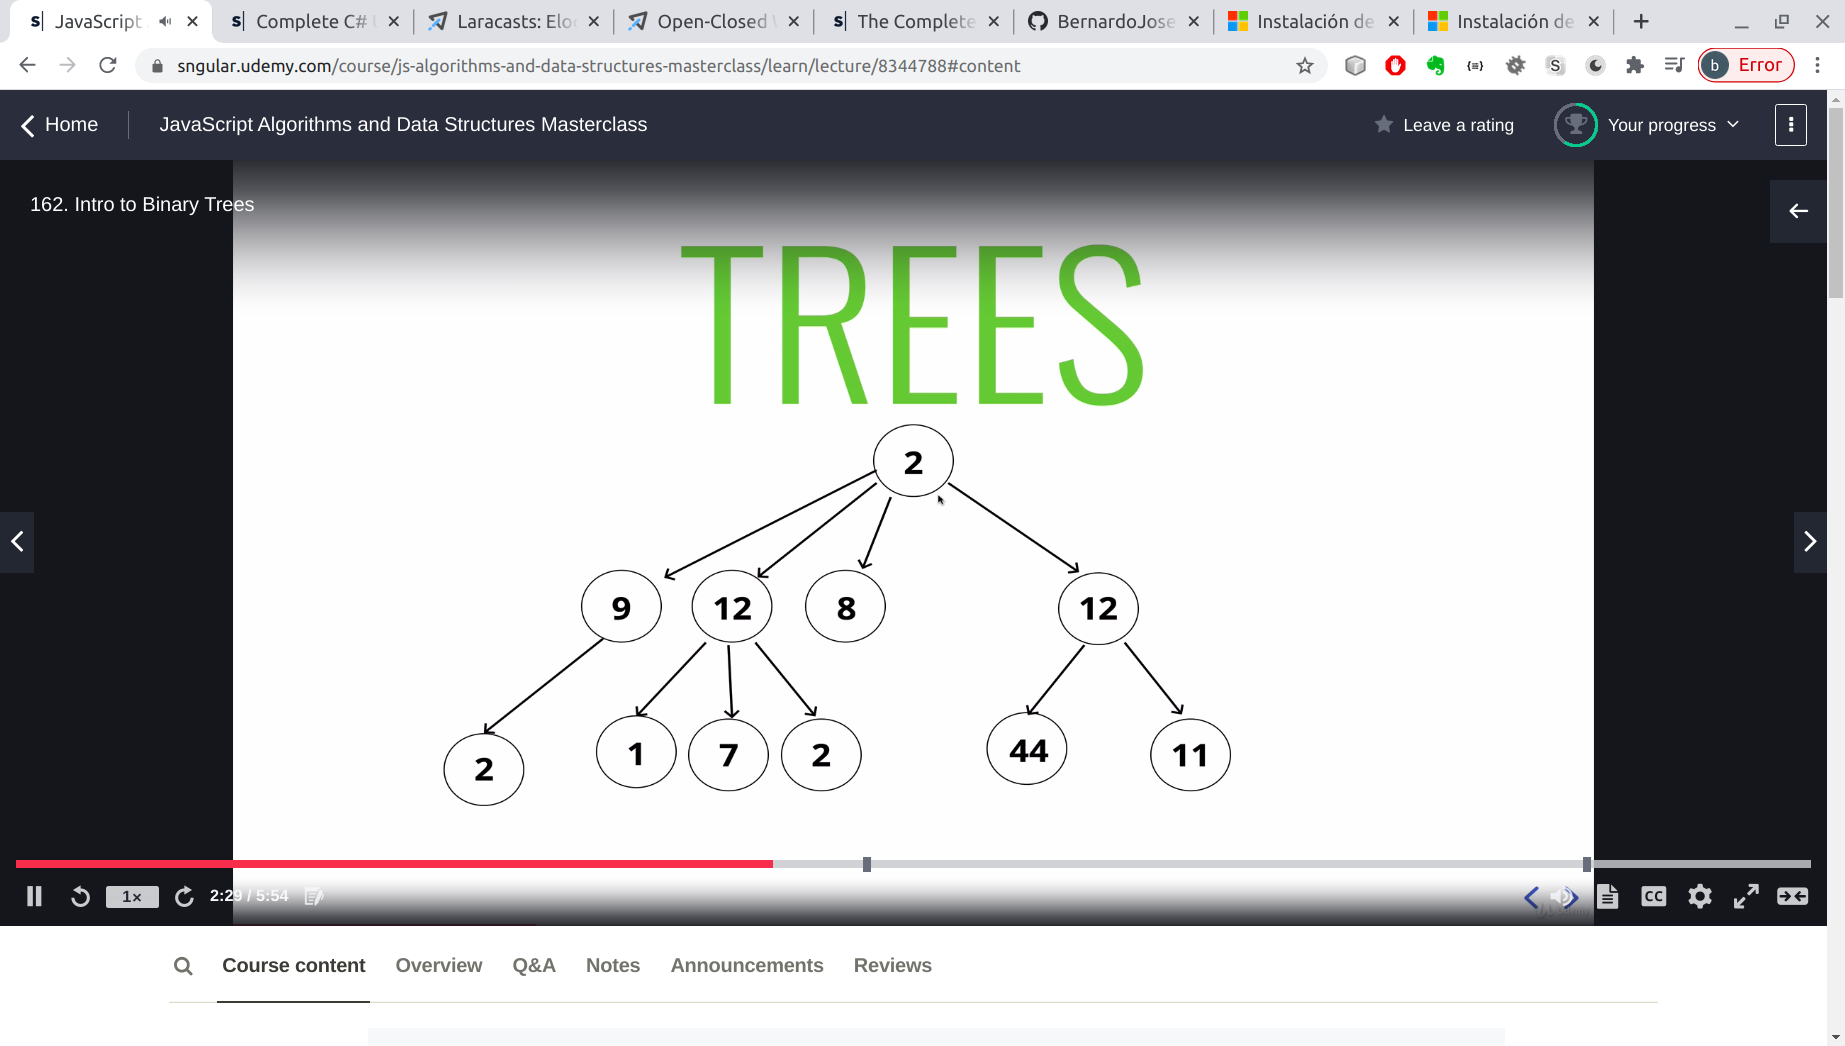 s| JavaScript
s| Complete C#
Laracasts: Elo
Open-Closed
s| The Complete
BernardoJose
Instalación de
Instalación de
sngular.udemy.com/course/js-algorithms-and-data-structures-masterclass/learn/lecture/8344788#content
S
b Error
Home
JavaScript Algorithms and Data Structures Masterclass
Leave a rating
Your progress
162. Intro to Binary Trees
TREES
2
9 12 8 12
2 1 7 2 44 11
1×
2:29 / 5:54
CC
Course content Overview Q&A Notes Announcements Reviews